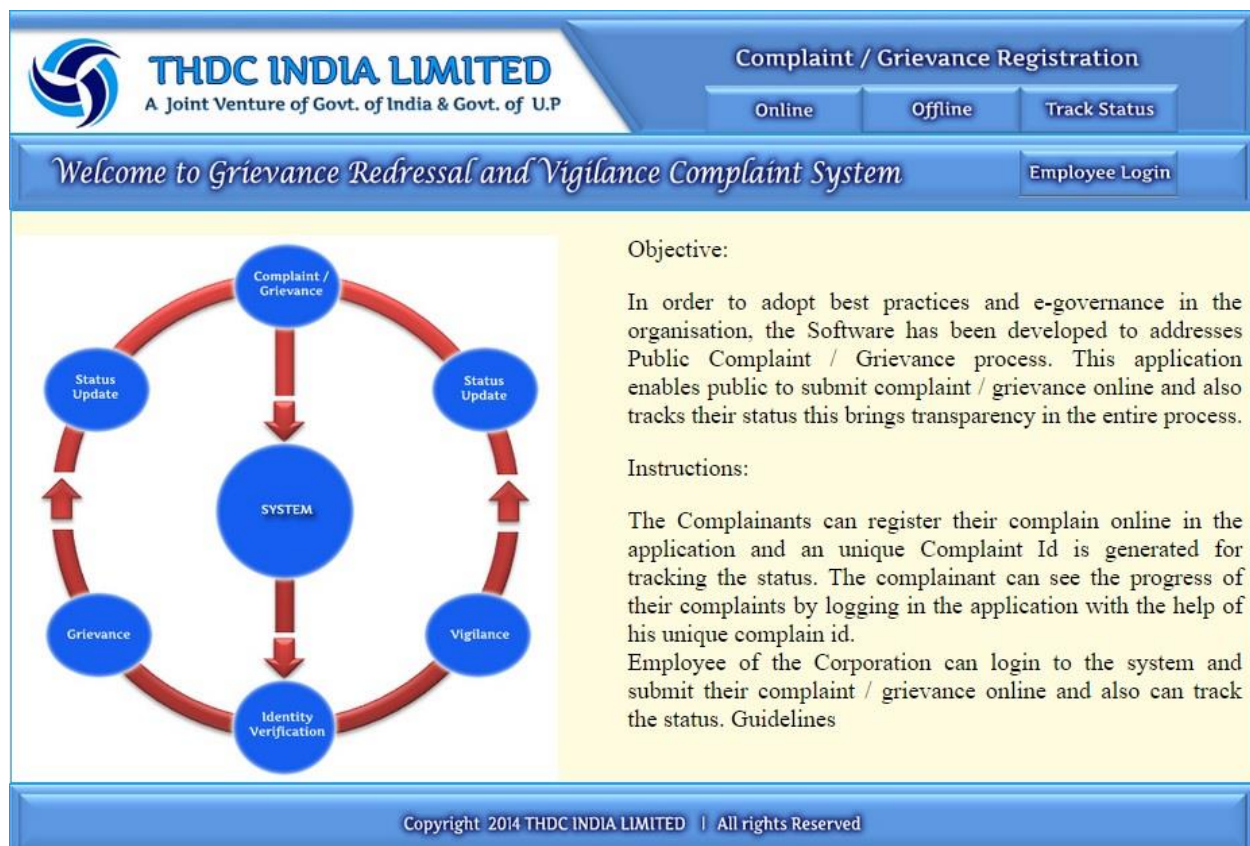 THDC INDIA LIMITED
A Joint Venture of Govt. of India & Govt. of U.P
Complaint / Grievance Registration
Online
Offline
Track Status
Welcome to Grievance Redressal and Vigilance Complaint System
Employee Login
Complaint /
Grievance
Status
Update
Status
Update
SYSTEM
Grievance
Vigilance
Identity
Verification
Objective:
In order to adopt best practices and e-governance in the
organisation, the Software has been developed to addresses
Public Complaint / Grievance process. This application
enables public to submit complaint / grievance online and also
tracks their status this brings transparency in the entire process.
Instructions:
The Complainants can register their complain online in the
application and an unique Complaint Id is generated for
tracking the status. The complainant can see the progress of
their complaints by logging in the application with the help of
his unique complain id.
Employee of the Corporation can login to the system and
submit their complaint / grievance online and also can track
the status. Guidelines
Copyright 2014 THDC INDIA LIMITED | All rights Reserved